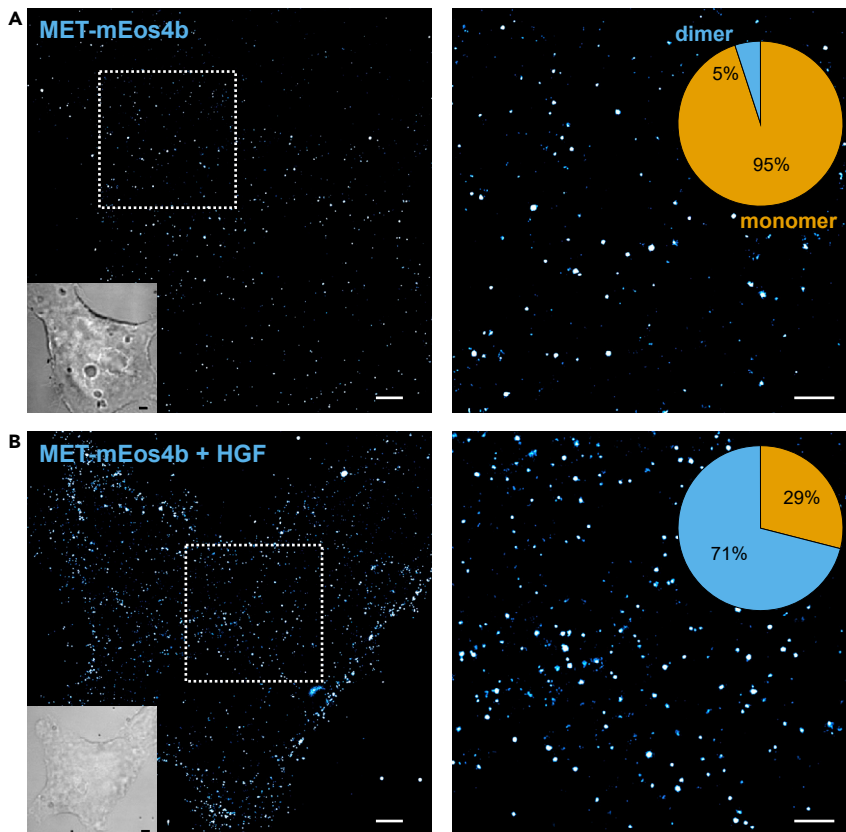 A
MET-mEos4b
dimer
5%
95%
monomer
B
MET-mEos4b + HGF
29%
71%